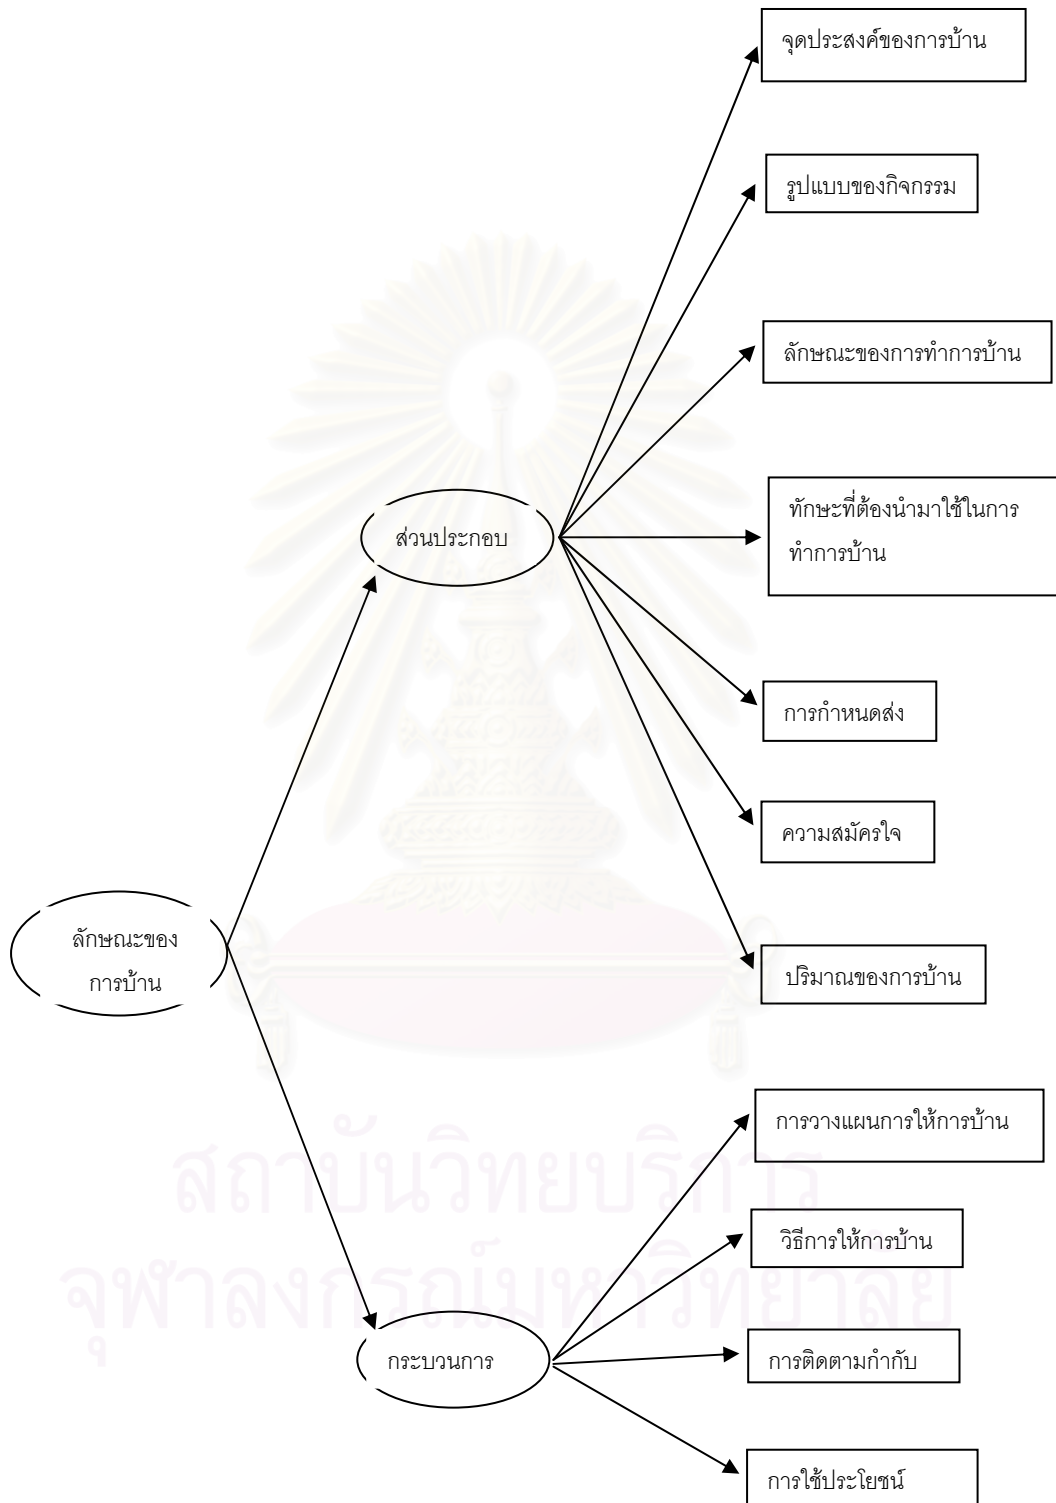 จุดประสงค์ของการบ้าน
รูปแบบของกิจกรรม
ลักษณะของการทำการบ้าน
ทักษะที่ต้องนำมาใช้ในการ
ทำการบ้าน
ส่วนประกอบ
การกำหนดส่ง
ความสมัครใจ
ลักษณะของ
การบ้าน
ปริมาณของการบ้าน
การวางแผนการให้การบ้าน
สถาบันวิทยบริการ
วิธีการให้การบ้าน
จุฬาลงกรณ์มหาวิทยาลัย
กระบวนการ
การติดตามกำกับ
การใช้ประโยชน์